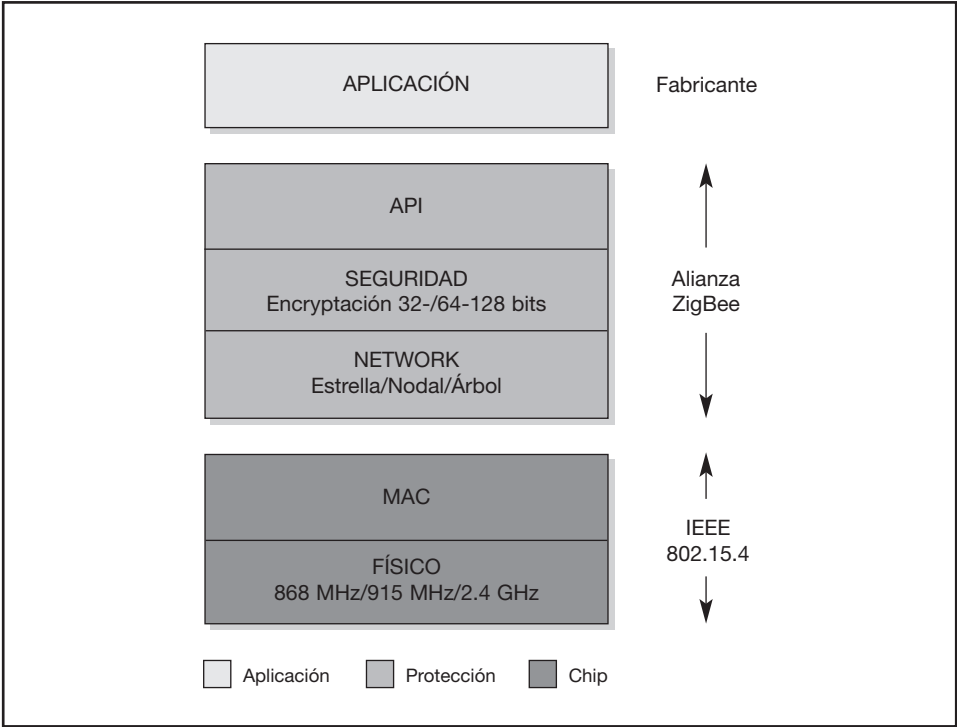 APLICACIÓN
Fabricante
API
SEGURIDAD
Encryptación 32-/64-128 bits
NETWORK
Estrella/Nodal/Árbol
Alianza
ZigBee
MAC
FÍSICO
868 MHz/915 MHz/2.4 GHz
IEEE
802.15.4
Aplicación
Protección
Chip